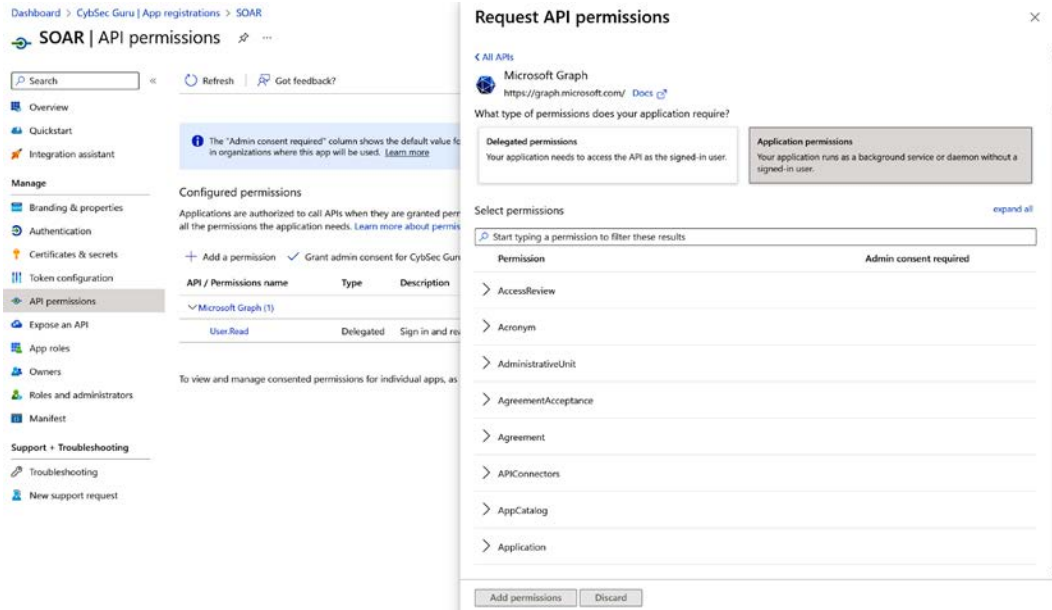 Dashboard > CybSec Guru | App registrations > SOAR
SOAR | API permissions
Search
Overview
Quickstart
Integration assistant
Manage
Branding & properties
Authentication
Certificates & secrets
Token configuration
API permissions
Expose an API
App roles
Owners
Roles and administrators
Manifest
Support + Troubleshooting
Troubleshooting
New support request
Refresh
Got feedback?
The "Admin consent required" column shows the default value fo
in organizations where this app will be used. Learn more
Configured permissions
Applications are authorized to call APIs when they are granted perr
all the permissions the application needs. Learn more about permis
Add a permission Grant admin consent for CybSec Gur
API / Permissions name Type Description
Microsoft Graph (1)
User.Read Delegated Sign in and re
To view and manage consented permissions for individual apps, as
Request API permissions
All APIs
Microsoft Graph
https://graph.microsoft.com/ Docs
What type of permissions does your application require?
Delegated permissions
Your application needs to access the API as the signed-in user.
Application permissions
Your application runs as a background service or daemon without a
signed-in user.
Select permissions expand all
Start typing a permission to filter these results
Permission Admin consent required
AccessReview
Acronym
AdministrativeUnit
AgreementAcceptance
Agreement
APIConnectors
AppCatalog
Application
Add permissions Discard